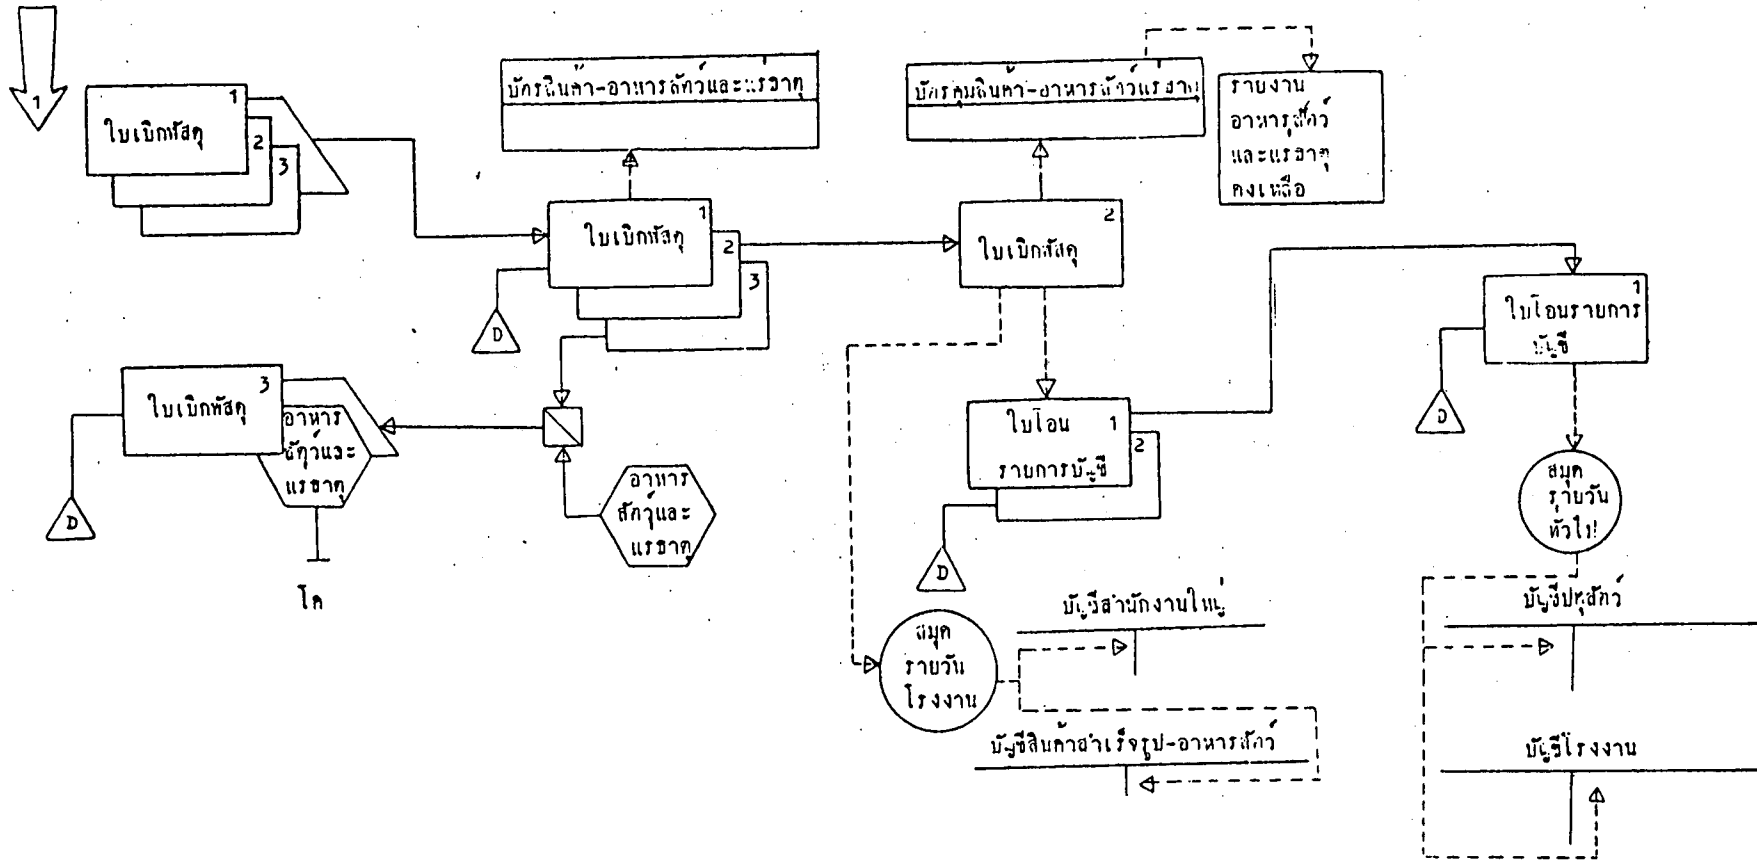 1
ใบเบิกพัสดุ
1
2
3
บัตรสินค้า-อาหารสัตว์และแร่ธาตุ
บัตรคุมสินค้า-อาหารสัตว์แร่ธาตุ
รายงาน
อาหารสัตว์
และแร่ธาตุ
คงเหลือ
ใบเบิกพัสดุ
1
2
3
D
ใบเบิกพัสดุ
2
ใบโอนรายการ
บัญชี
1
D
ใบเบิกพัสดุ
3
อาหาร
สัตว์และ
แร่ธาตุ
D
โค
อาหาร
สัตว์และ
แร่ธาตุ
ใบโอน
รายการบัญชี
1
2
D
สมุด
รายวัน
ทั่วไป
สมุด
รายวัน
โรงงาน
บัญชีสำนักงานใหญ่
บัญชีสินค้าสำเร็จรูป-อาหารสัตว์
บัญชีปศุสัตว์
บัญชีโรงงาน